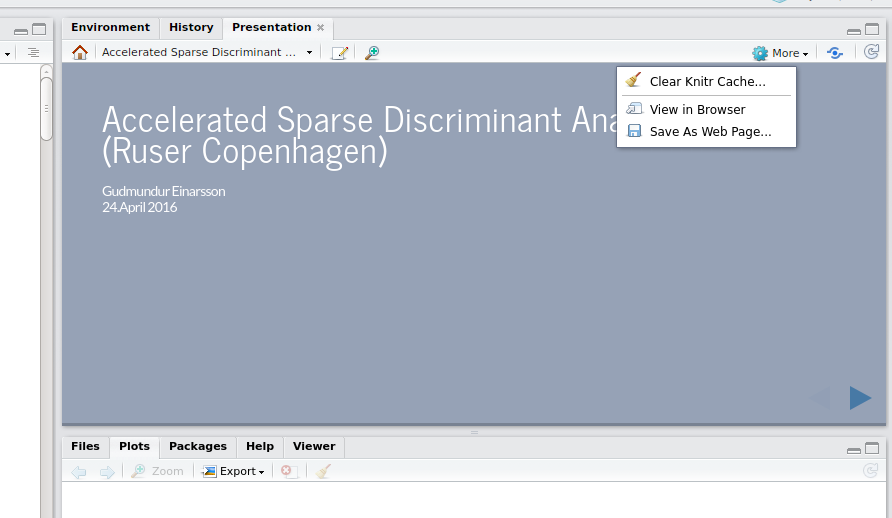 Environment History Presentation
Accelerated Sparse Discriminant ... More
Clear Knitr Cache...
View in Browser
Save As Web Page...
Accelerated Sparse Discriminant Ana
(Ruser Copenhagen)
Gudmundur Einarsson
24.April 2016
Files Plots Packages Help Viewer
Zoom Export